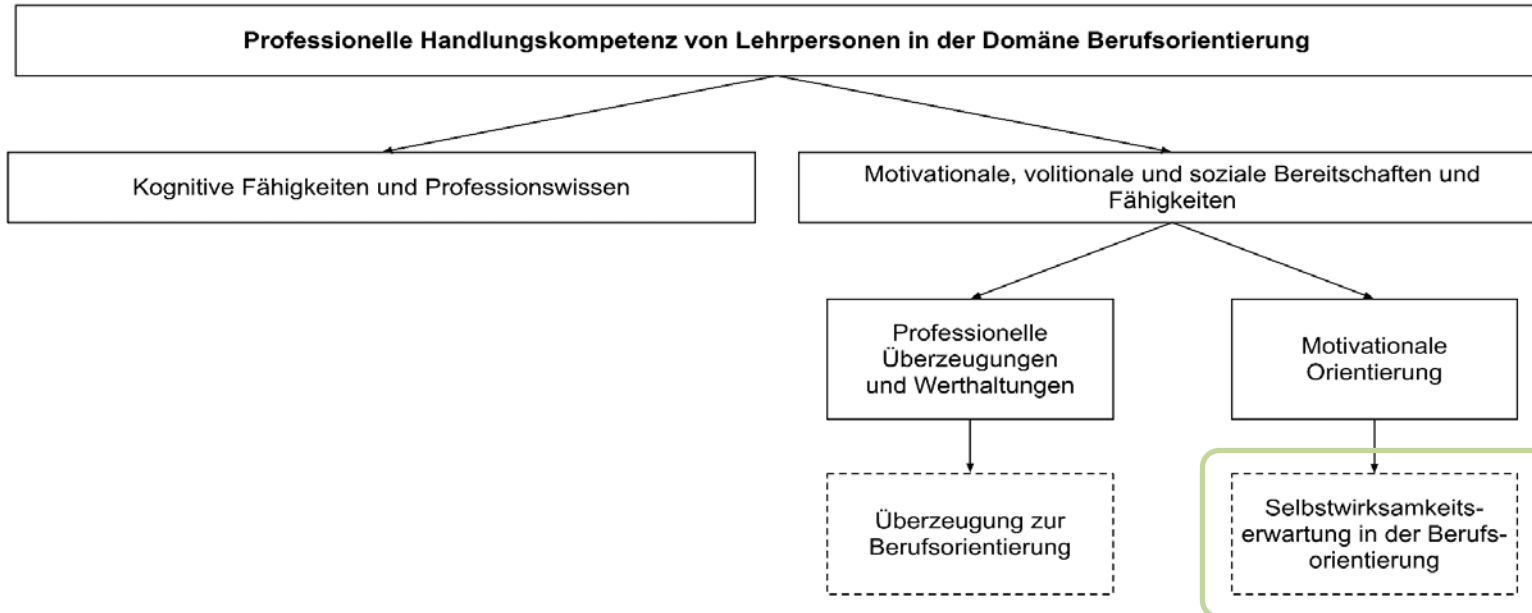 Professionelle Handlungskompetenz von Lehrpersonen in der Domäne Berufsorientierung
Kognitive Fähigkeiten und Professionswissen
Motivationale, volitionale und soziale Bereitschaften und
Fähigkeiten
Professionelle
Überzeugungen
und Werthaltungen
Motivationale
Orientierung
Überzeugung zur
Berufsorientierung
Selbstwirksamkeits-
erwartung in der Berufs-
orientierung